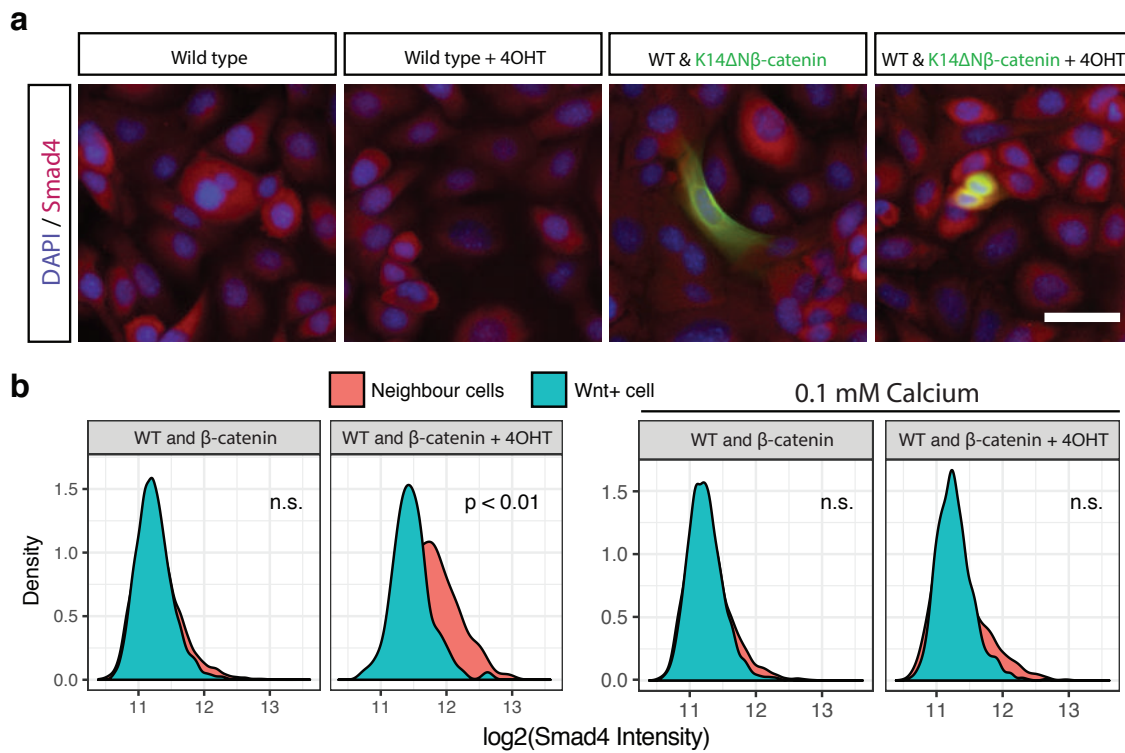 a
Wild type
Wild type + 4OHT
WT & K14ΔNβ-catenin
WT & K14ΔNβ-catenin + 4OHT
DAPI / Smad4
b
Neighbour cells
Wnt+ cell
0.1 mM Calcium
WT and β-catenin
WT and β-catenin + 4OHT
WT and β-catenin
WT and β-catenin + 4OHT
n.s.
p < 0.01
n.s.
n.s.
Density
1.5
1.0
0.5
0.0
1.5
1.0
0.5
0.0
11 12 13
11 12 13
11 12 13
11 12 13
log2(Smad4 Intensity)